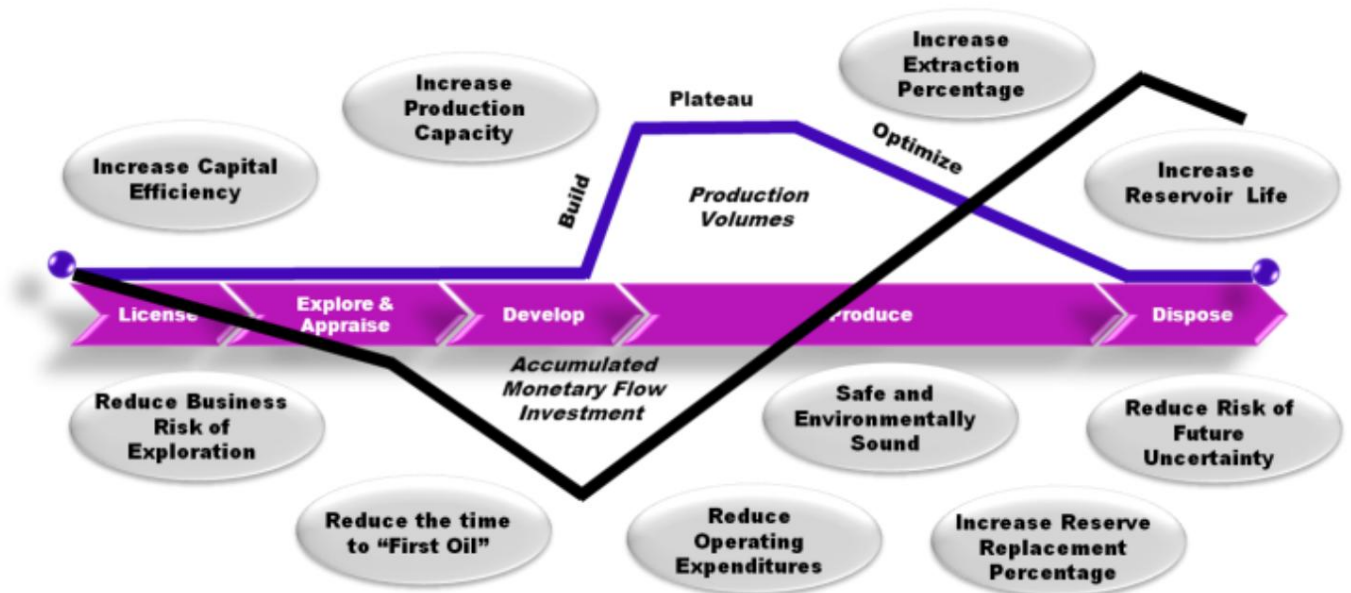 Increase
Extraction
Percentage
Increase
Production
Capacity
Plateau
Optimize
Increase Capital
Efficiency
Increase
Reservoir Life
Build
Production
Volumes
License
Explore &
Appraise
Develop
Produce
Dispose
Accumulated
Monetary Flow
Investment
Reduce Business
Risk of
Exploration
Safe and
Environmentally
Sound
Reduce Risk of
Future
Uncertainty
Reduce the time
to “First Oil”
Reduce
Operating
Expenditures
Increase Reserve
Replacement
Percentage